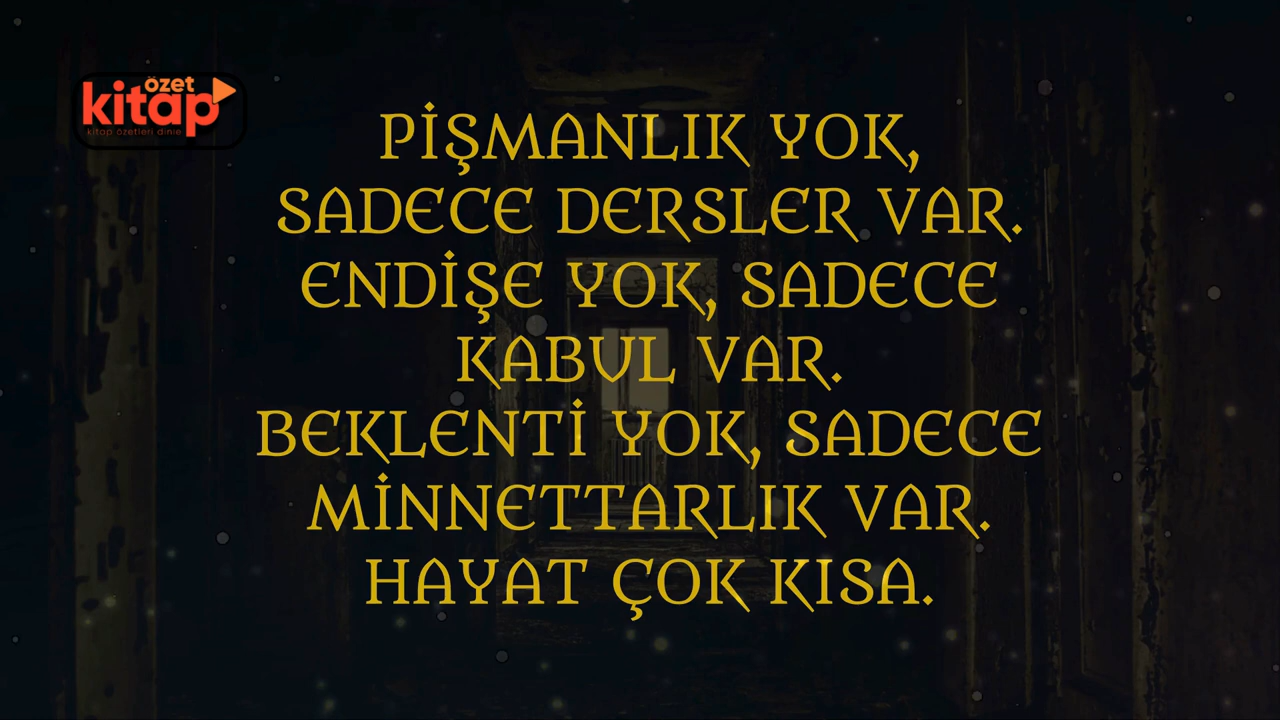 özet
kitap
kitap özetleri dinle
PİŞMANLIK YOK,
SADECE DERSLER VAR.
ENDİŞE YOK, SADECE
KABUL VAR.
BEKLENTİ YOK, SADECE
MİNNETTARLIK VAR.
HAYAT ÇOK KISA.